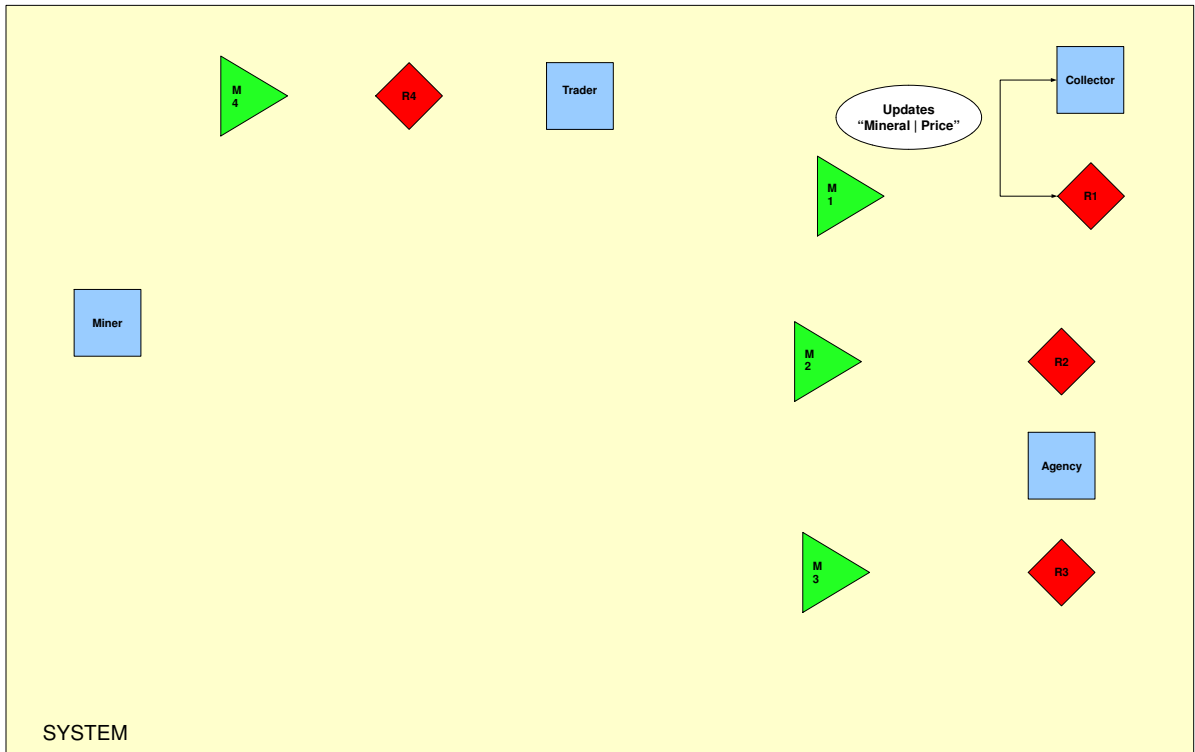 M
4
R4
Trader
Collector
Updates
“Mineral | Price”
M
1
R1
Miner
M
2
R2
Agency
M
3
R3
SYSTEM